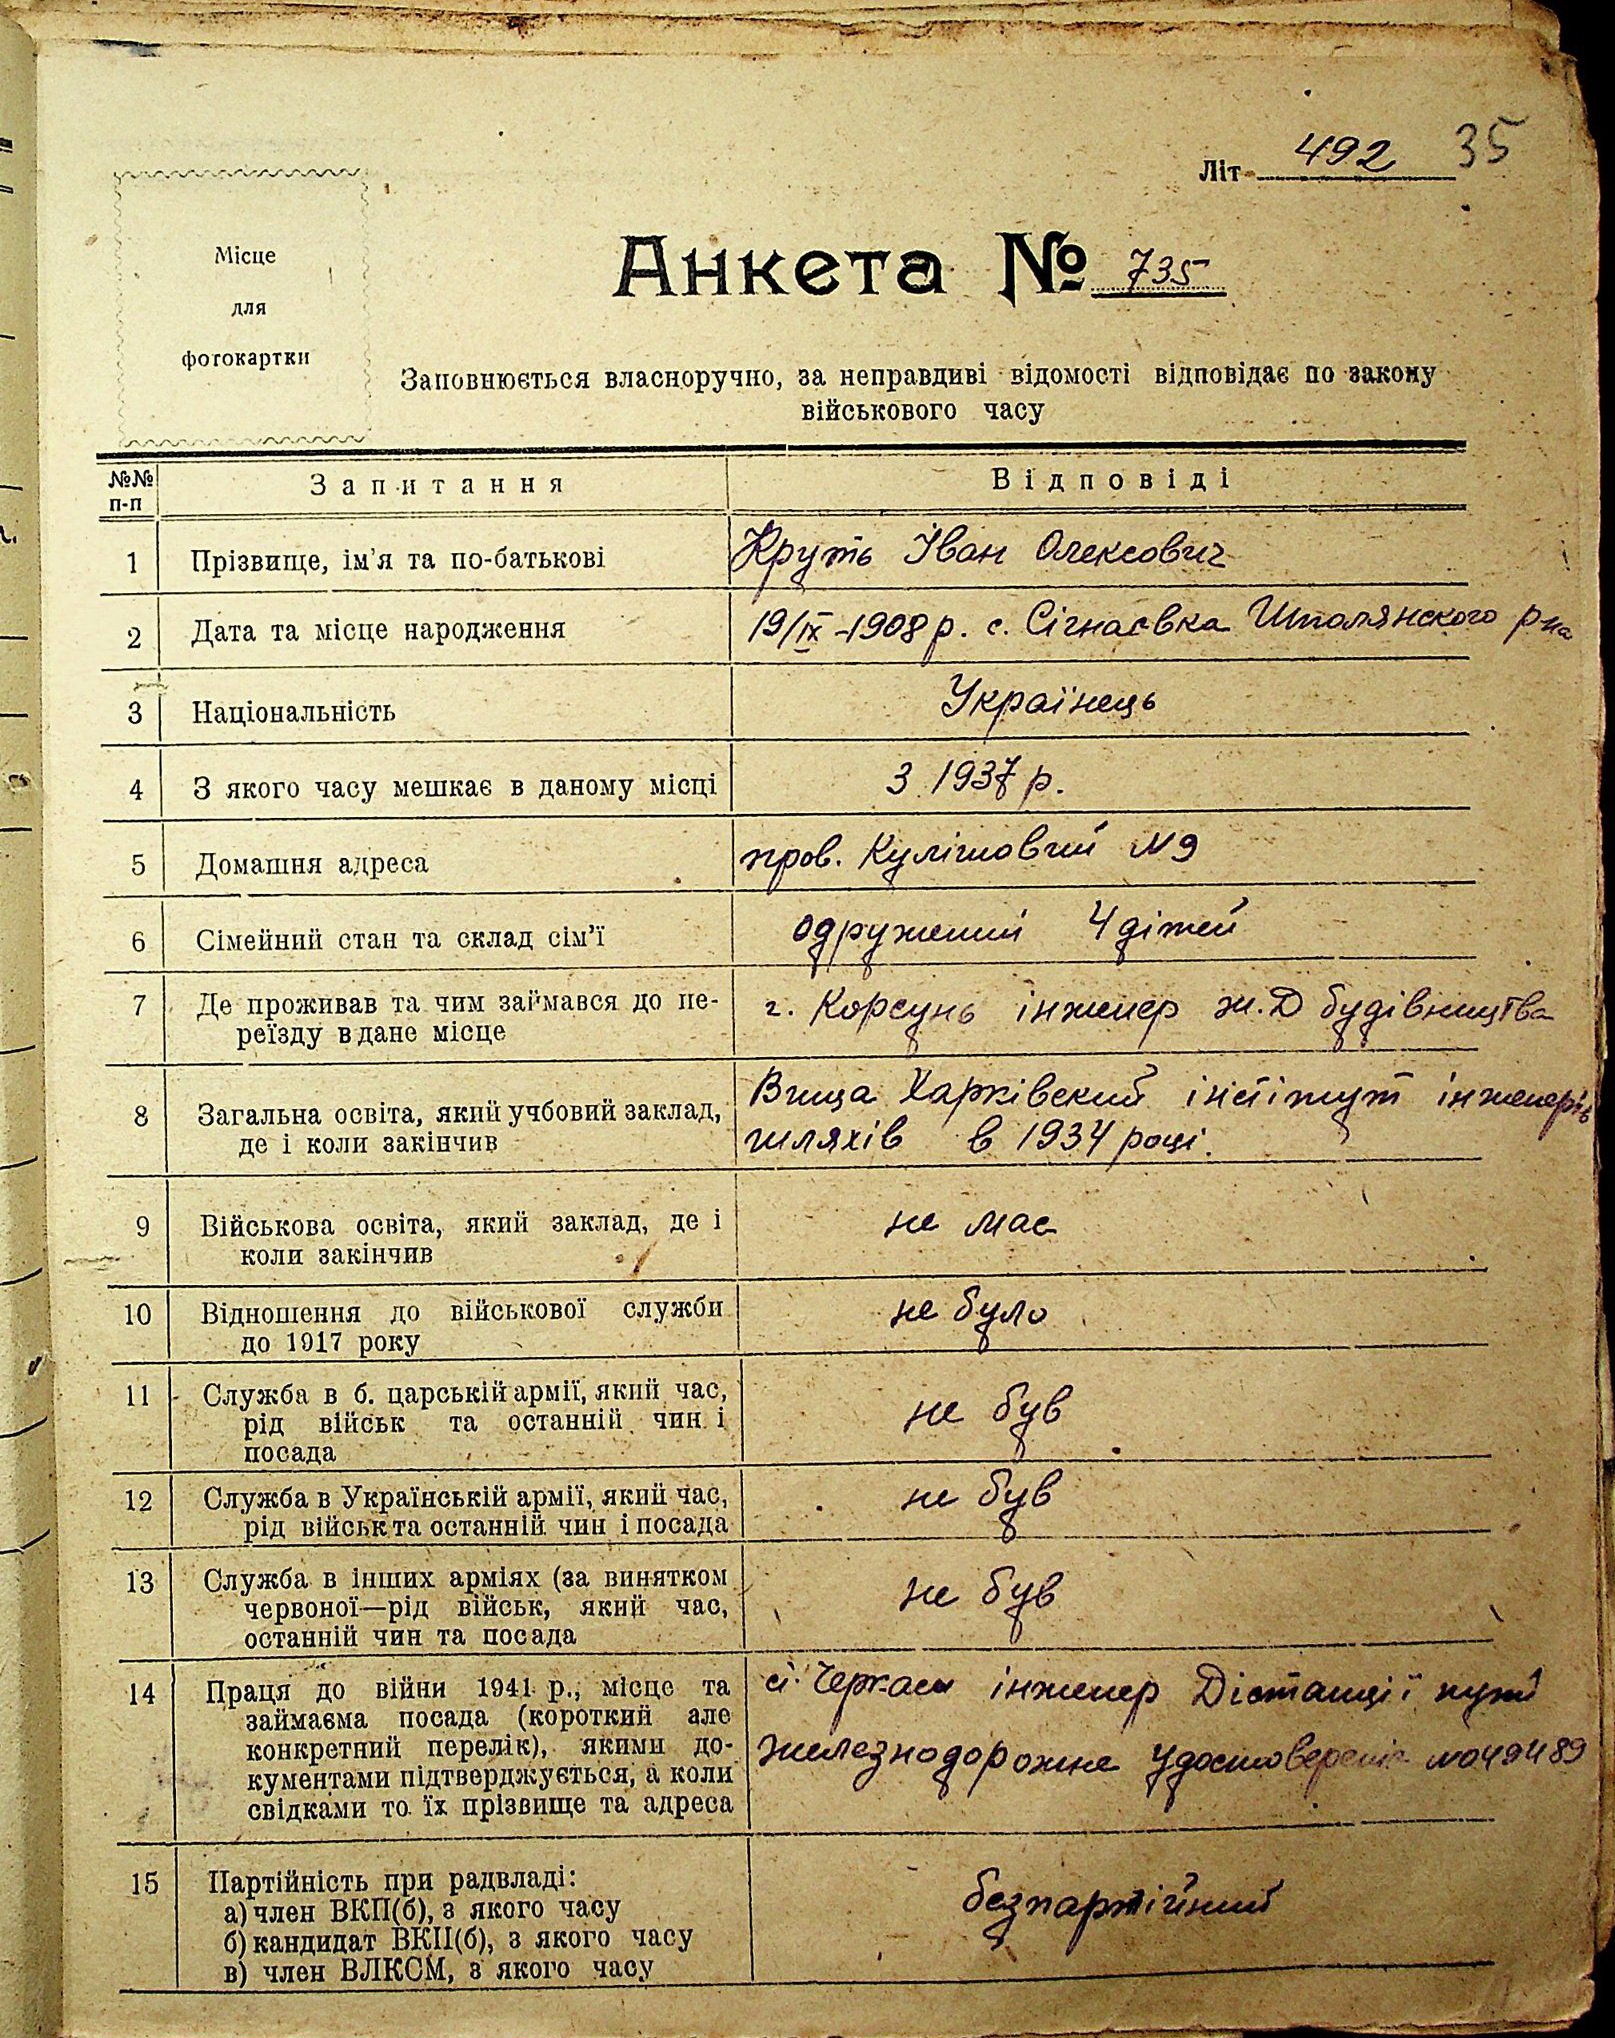 Літ. 492 35
Місце
для
фотокартки
Анкета № 735
Заповнюється власноручно, за неправдиві відомості відповідає по закону
військового часу
№№ п-п Запитання Відповіді
1 Прізвище, ім'я та по-батькові Круть Іван Олексович
2 Дата та місце народження 19/IX-1908 р. с. Сігнаєвка Шполянского р-на
3 Національність Українець
4 З якого часу мешкає в даному місці З 1937 р.
5 Домашня адреса пров. Кулішовий №9
6 Сімейний стан та склад сім'ї одружений 4 дітей
7 Де проживав та чим займався до пе-
реїзду в дане місце
г. Корсунь інженер ж.Д будівництва
8 Загальна освіта, який учбовий заклад,
де і коли закінчив
Вища Харківский інстітут інженерів
шляхів в 1934 році.
9 Військова освіта, який заклад, де і
коли закінчив
не має
10 Відношення до військової служби
до 1917 року
не було
11 Служба в б. царській армії, який час,
рід військ та останній чин і
посада
не був
12 Служба в Українській армії, який час,
рід військ та останній чин і посада
не був
13 Служба в інших арміях (за винятком
червоної—рід військ, який час,
останній чин та посада
не був
14 Праця до війни 1941 р., місце та
займаєма посада (короткий але
конкретний перелік), якими до-
кументами підтверджується, а коли
свідками то їх прізвище та адреса
ст. Черкаси інженер Дістанції путі
железнодорожне Удостоверенія №049489
15 Партійність при радвладі:
а) член ВКП(б), з якого часу
б) кандидат ВКП(б), з якого часу
в) член ВЛКСМ, з якого часу
безпартійний